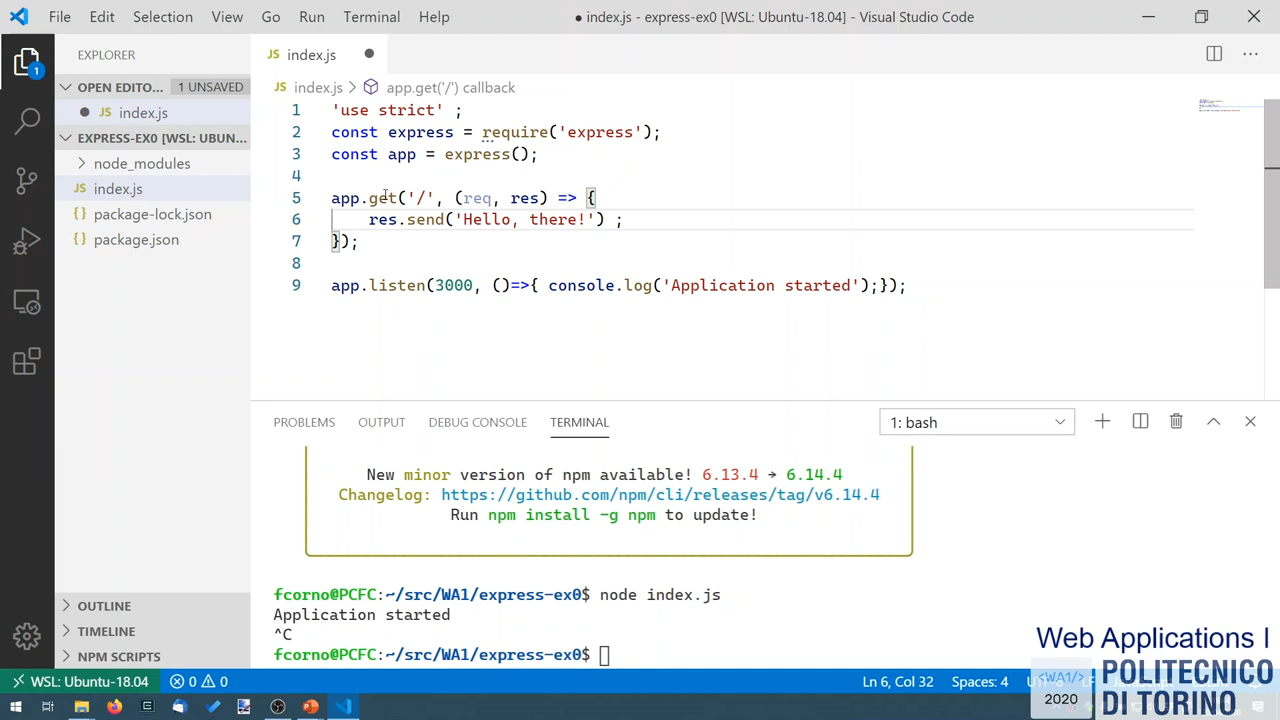 File Edit Selection View Go Run Terminal Help
● index.js - express-ex0 [WSL: Ubuntu-18.04] - Visual Studio Code
EXPLORER
JS index.js
OPEN EDITO... 1 UNSAVED
JS index.js > app.get('/') callback
JS index.js
EXPRESS-EX0 [WSL: UBUN...
node_modules
JS index.js
{} package-lock.json
{} package.json
1 'use strict' ;
2 const express = require('express');
3 const app = express();
4
5 app.get('/', (req, res) => {
6 res.send('Hello, there!') ;
7 });
8
9 app.listen(3000, ()=>{ console.log('Application started');});
PROBLEMS OUTPUT DEBUG CONSOLE TERMINAL
1: bash
New minor version of npm available! 6.13.4 → 6.14.4
Changelog: https://github.com/npm/cli/releases/tag/v6.14.4
Run npm install -g npm to update!
fcorno@PCFC:~/src/WA1/express-ex0$ node index.js
Application started
^C
fcorno@PCFC:~/src/WA1/express-ex0$
OUTLINE
TIMELINE
NPM SCRIPTS
1
WSL: Ubuntu-18.04 0 0
Ln 6, Col 32 Spaces: 4
Web Applications I
<WA1/>
2020
POLITECNICO
DI TORINO